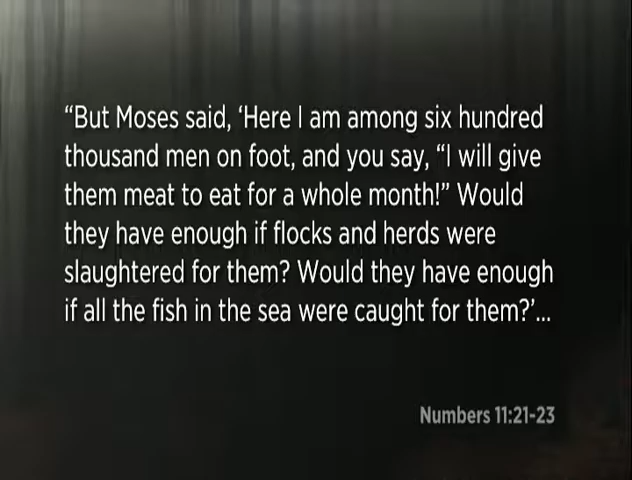 “But Moses said, ‘Here I am among six hundred
thousand men on foot, and you say, “I will give
them meat to eat for a whole month!” Would
they have enough if flocks and herds were
slaughtered for them? Would they have enough
if all the fish in the sea were caught for them?’...
Numbers 11:21-23